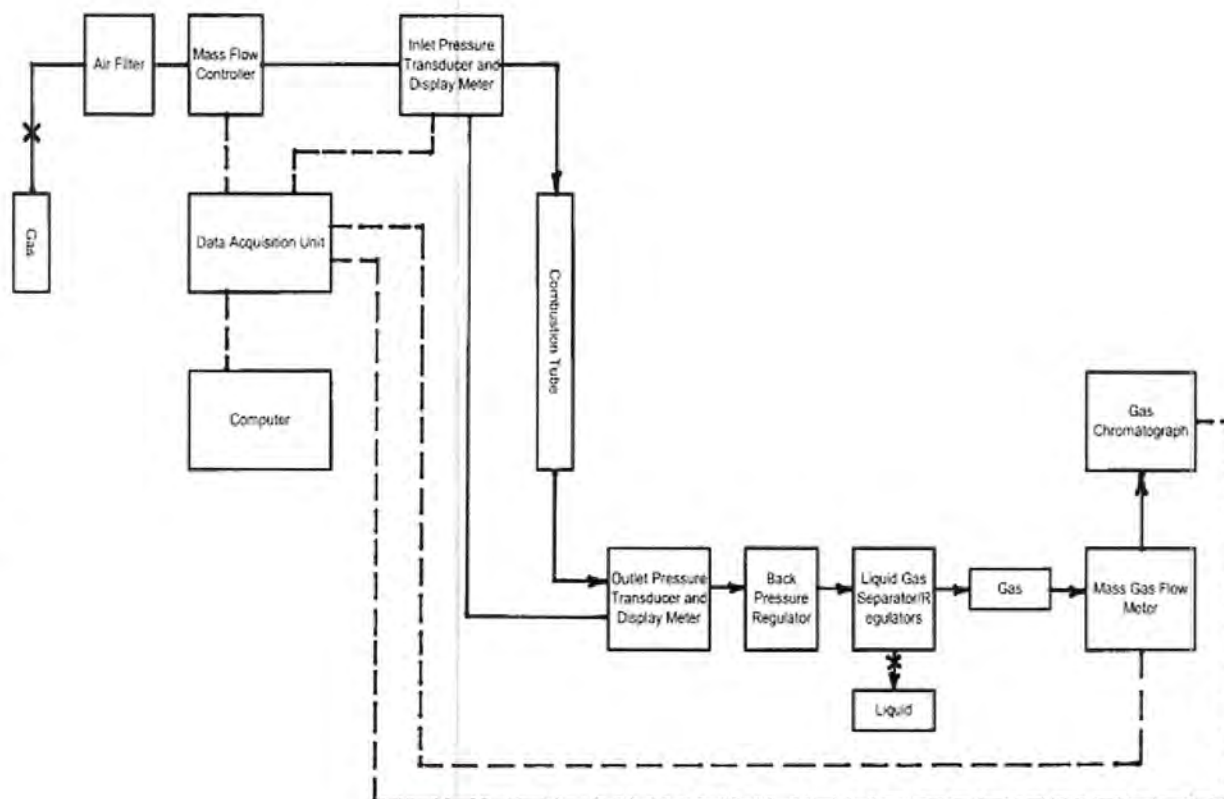 Air Filter
Mass Flow
Controller
Inlet Pressure
Transducer and
Display Meter
Gas
Data Acquisition Unit
Combustion Tube
Computer
Gas
Chromatograph
Outlet Pressure
Transducer and
Display Meter
Back
Pressure
Regulator
Liquid Gas
Separator/R
egulators
Gas
Mass Gas Flow
Meter
Liquid